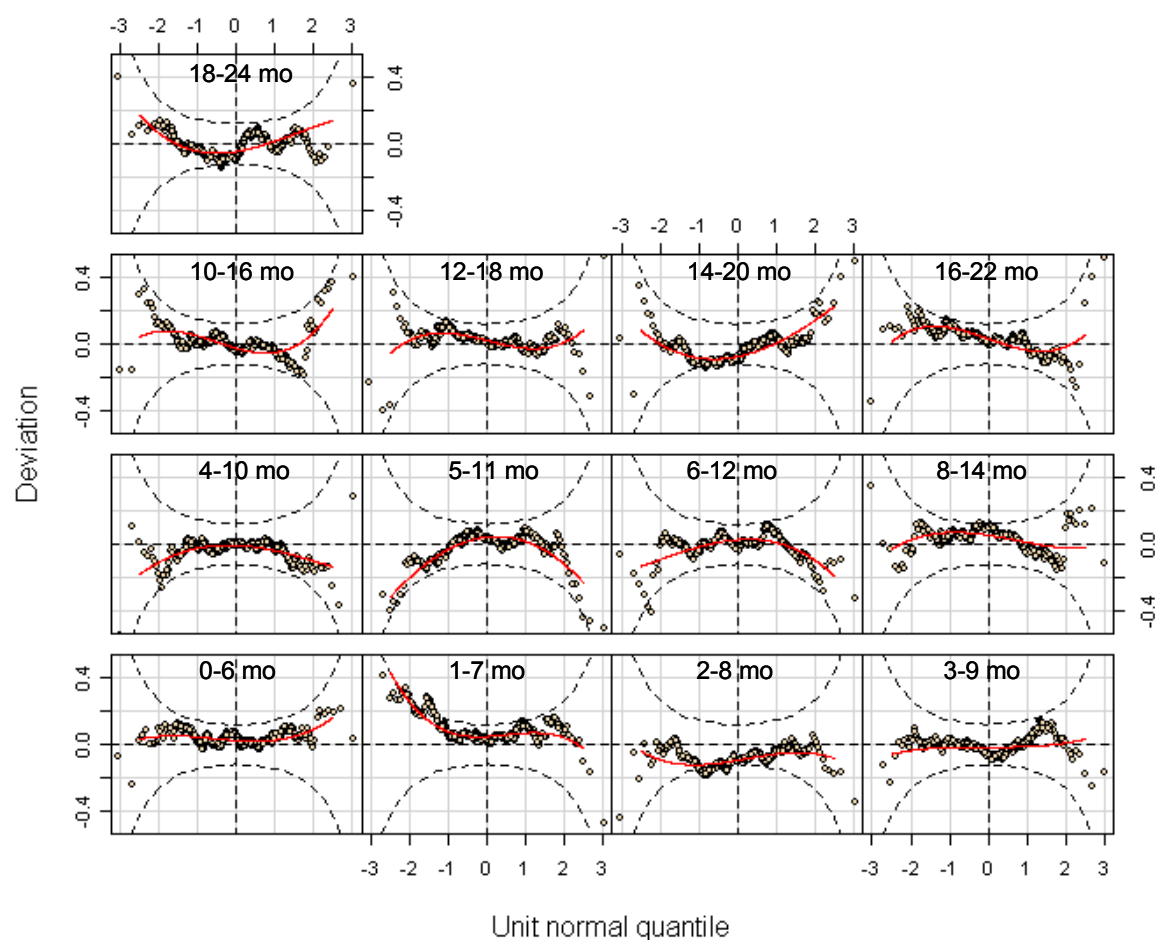 -3 -2 -1 0 1 2 3
18-24 mo
0.4
0.0
-0.4
-3 -2 -1 0 1 2 3
10-16 mo 12-18 mo 14-20 mo 16-22 mo
0.4
0.0
-0.4
Deviation
4-10 mo 5-11 mo 6-12 mo 8-14 mo
0.4
0.0
-0.4
0-6 mo 1-7 mo 2-8 mo 3-9 mo
0.4
0.0
-0.4
-3 -2 -1 0 1 2 3 -3 -2 -1 0 1 2 3
Unit normal quantile